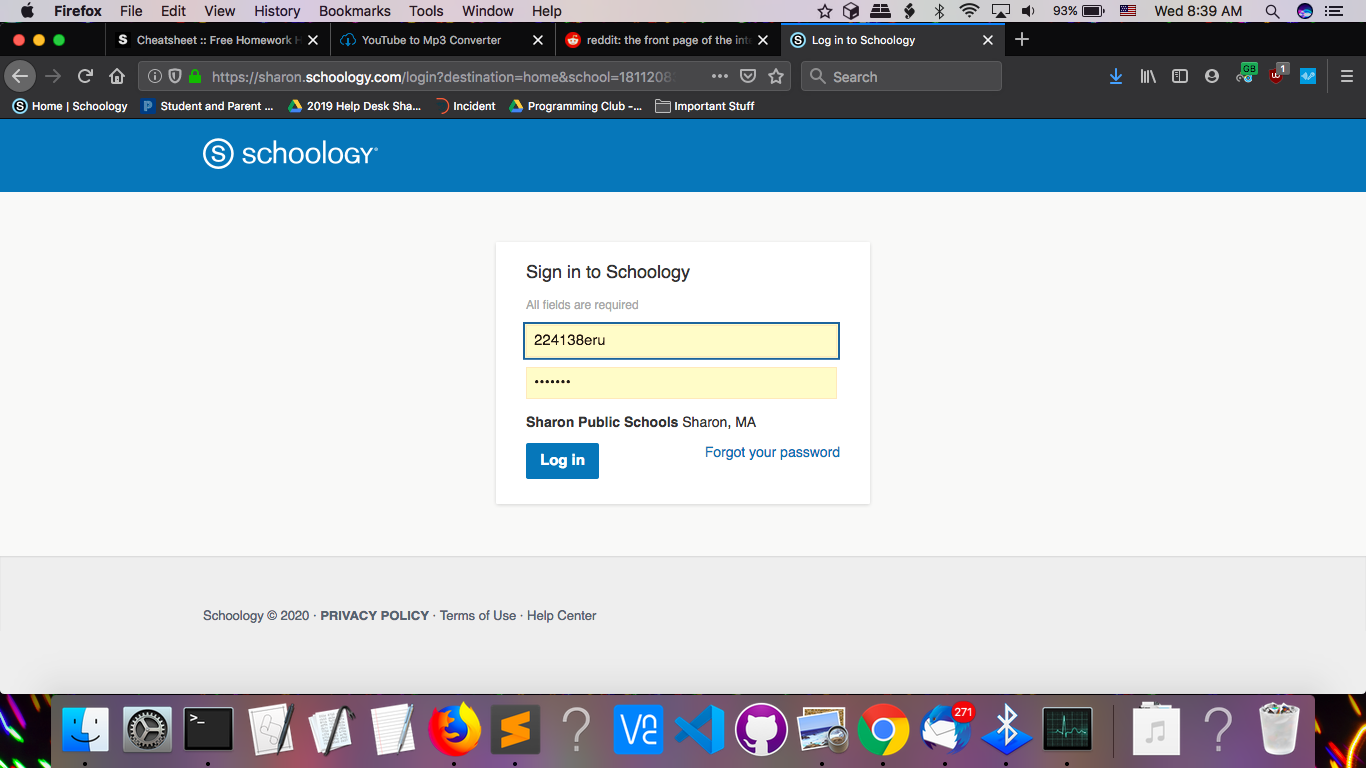 Firefox File Edit View History Bookmarks Tools Window Help 93% Wed 8:39 AM
S Cheatsheet :: Free Homework H YouTube to Mp3 Converter reddit: the front page of the inte S Log in to Schoology
https://sharon.schoology.com/login?destination=home&school=18112082 Search GB 1
S Home | Schoology P Student and Parent ... 2019 Help Desk Sha... Incident Programming Club -... Important Stuff
S schoology
Sign in to Schoology
All fields are required
224138eru
•••••••
Sharon Public Schools Sharon, MA
Log in Forgot your password
Schoology © 2020 · PRIVACY POLICY · Terms of Use · Help Center
>_ ? 271 ?